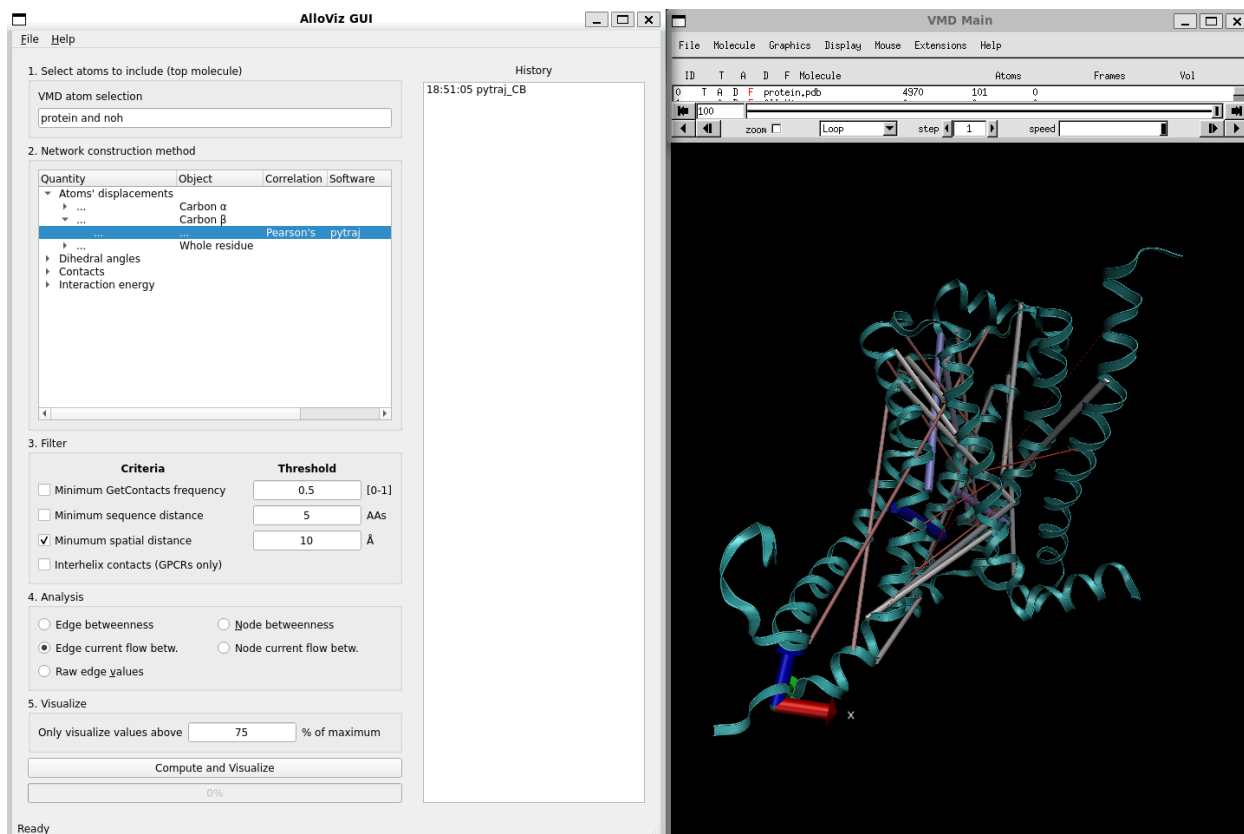 AlloViz GUI
File Help
1. Select atoms to include (top molecule)
VMD atom selection
protein and noh
2. Network construction method
Quantity Object Correlation Software
Atoms' displacements
... Carbon α
... Carbon β
... ... Pearson's pytraj
... Whole residue
Dihedral angles
Contacts
Interaction energy
3. Filter
Criteria Threshold
Minimum GetContacts frequency 0.5 [0-1]
Minimum sequence distance 5 AAs
Minumum spatial distance 10 Å
Interhelix contacts (GPCRs only)
4. Analysis
Edge betweenness Node betweenness
Edge current flow betw. Node current flow betw.
Raw edge values
5. Visualize
Only visualize values above 75 % of maximum
Compute and Visualize
0%
Ready
History
18:51:05 pytraj_CB
VMD Main
File Molecule Graphics Display Mouse Extensions Help
ID T A D F Molecule Atoms Frames Vol
0 T A D F protein.pdb 4970 101 0
100
zoom Loop step 1 speed
x